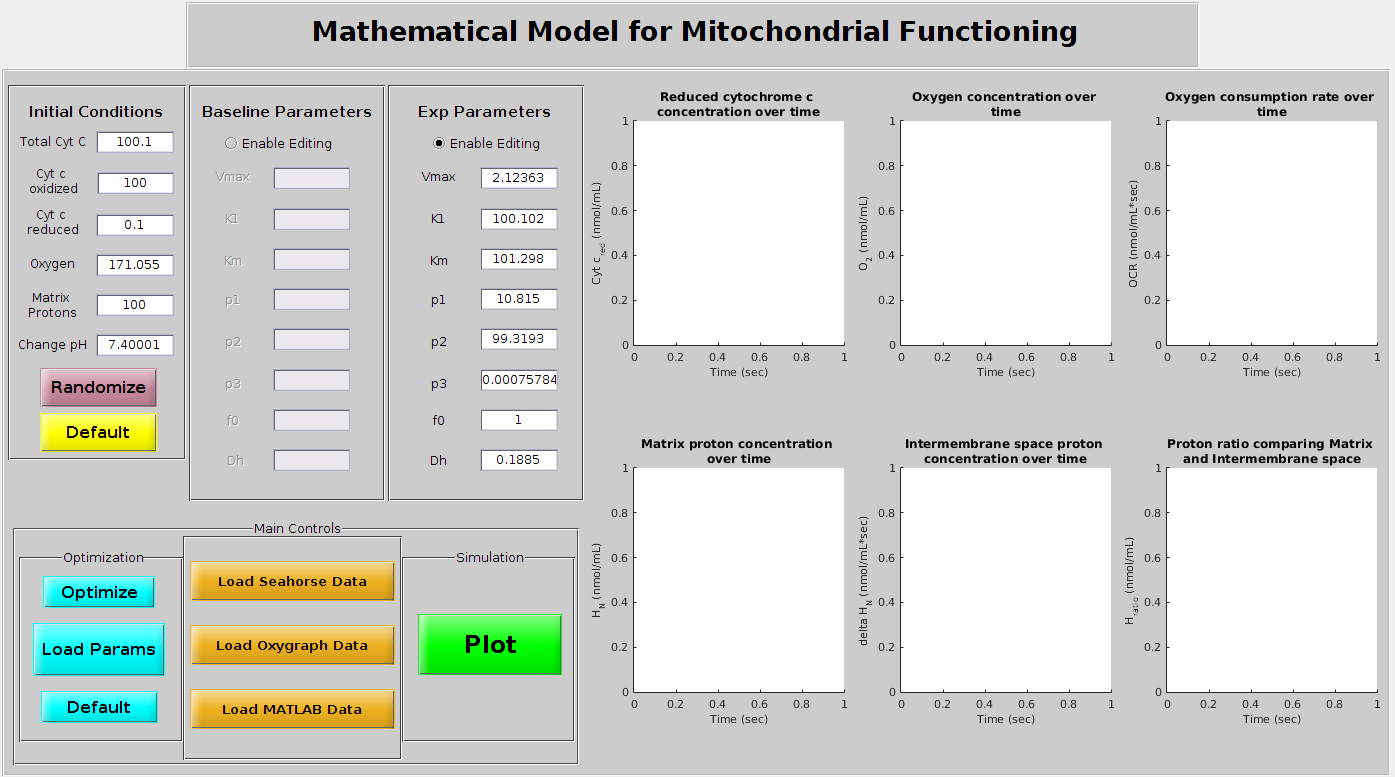 Mathematical Model for Mitochondrial Functioning
Initial Conditions
Total Cyt C 100.1
Cyt c
oxidized 100
Cyt c
reduced 0.1
Oxygen 171.055
Matrix
Protons 100
Change pH 7.40001
Randomize
Default
Baseline Parameters
Enable Editing
Vmax
K1
Km
p1
p2
p3
f0
Dh
Exp Parameters
Enable Editing
Vmax 2.12363
K1 100.102
Km 101.298
p1 10.815
p2 99.3193
p3 0.00075784
f0 1
Dh 0.1885
Main Controls
Optimization
Optimize
Load Params
Default
Load Seahorse Data
Load Oxygraph Data
Load MATLAB Data
Simulation
Plot
Reduced cytochrome c
concentration over time
Cyt c_red (nmol/mL)
1
0.8
0.6
0.4
0.2
0
0 0.2 0.4 0.6 0.8 1
Time (sec)
Oxygen concentration over
time
O_2 (nmol/mL)
1
0.8
0.6
0.4
0.2
0
0 0.2 0.4 0.6 0.8 1
Time (sec)
Oxygen consumption rate over
time
OCR (nmol/mL*sec)
1
0.8
0.6
0.4
0.2
0
0 0.2 0.4 0.6 0.8 1
Time (sec)
Matrix proton concentration
over time
H_N (nmol/mL)
1
0.8
0.6
0.4
0.2
0
0 0.2 0.4 0.6 0.8 1
Time (sec)
Intermembrane space proton
concentration over time
delta H_N (nmol/mL*sec)
1
0.8
0.6
0.4
0.2
0
0 0.2 0.4 0.6 0.8 1
Time (sec)
Proton ratio comparing Matrix
and Intermembrane space
H_ratio (nmol/mL)
1
0.8
0.6
0.4
0.2
0
0 0.2 0.4 0.6 0.8 1
Time (sec)